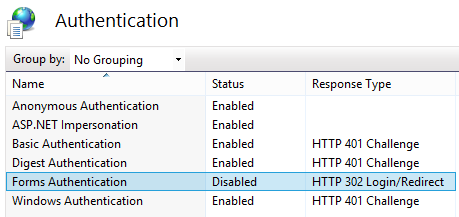 Authentication
Group by: No Grouping
Name Status Response Type
Anonymous Authentication Enabled
ASP.NET Impersonation Enabled
Basic Authentication Enabled HTTP 401 Challenge
Digest Authentication Enabled HTTP 401 Challenge
Forms Authentication Disabled HTTP 302 Login/Redirect
Windows Authentication Enabled HTTP 401 Challenge